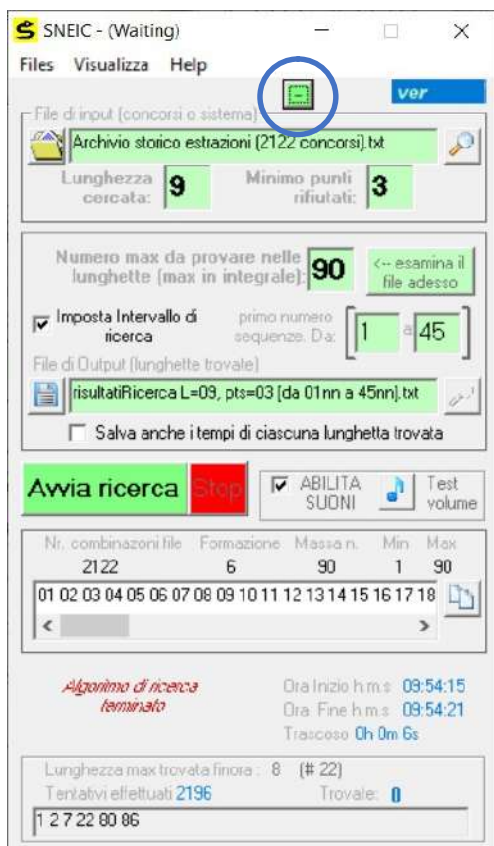 SNEIC - (Waiting)
Files Visualizza Help
ver
File di input (concorsi o sistema)
Archivio storico estrazioni (2122 concorsi).txt
Lunghezza cercata: 9 Minimo punti rifiutati: 3
Numero max da provare nelle lunghette (max in integrale): 90
<-- esamina il file adesso
Imposta Intervallo di ricerca
primo numero sequenze. Da: [1 a 45]
File di Output (lunghette trovate)
risultatiRicerca L=09, pts=03 [da 01nn a 45nn].txt
Salva anche i tempi di ciascuna lunghetta trovata
Avvia ricerca Stop ABILITA SUONI Test volume
Nr. combinazoni file Formazione Massa n. Min Max
2122 6 90 1 90
01 02 03 04 05 06 07 08 09 10 11 12 13 14 15 16 17 18
Algoritmo di ricerca terminato
Ora Inizio h.m.s 09:54:15
Ora Fine h.m.s 09:54:21
Trascorso 0h 0m 6s
Lunghezza max trovata finora : 8 (# 22)
Tentativi effettuati 2196 Trovate: 0
1 2 7 22 80 86